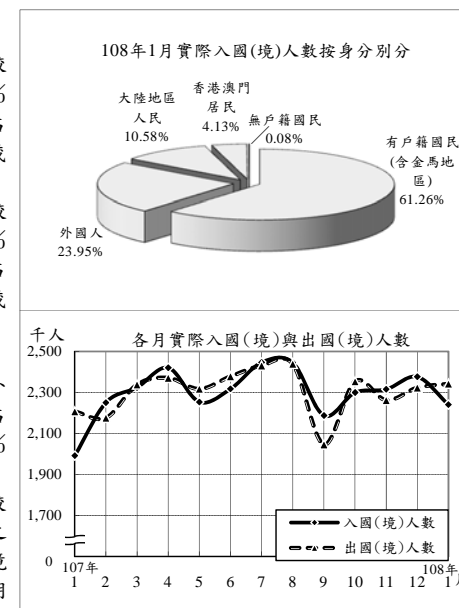 108年1月實際入國(境)人數按身分別分
香港澳門
居民
4.13%
大陸地區
人民
10.58%
無戶籍國民
0.08%
有戶籍國民
(含金馬地
區)
61.26%
外國人
23.95%
千人
各月實際入國(境)與出國(境)人數
2,500
2,300
2,100
1,900
1,700
0
入國(境)人數
出國(境)人數
107年
108年
1 2 3 4 5 6 7 8 9 10 11 12 1月